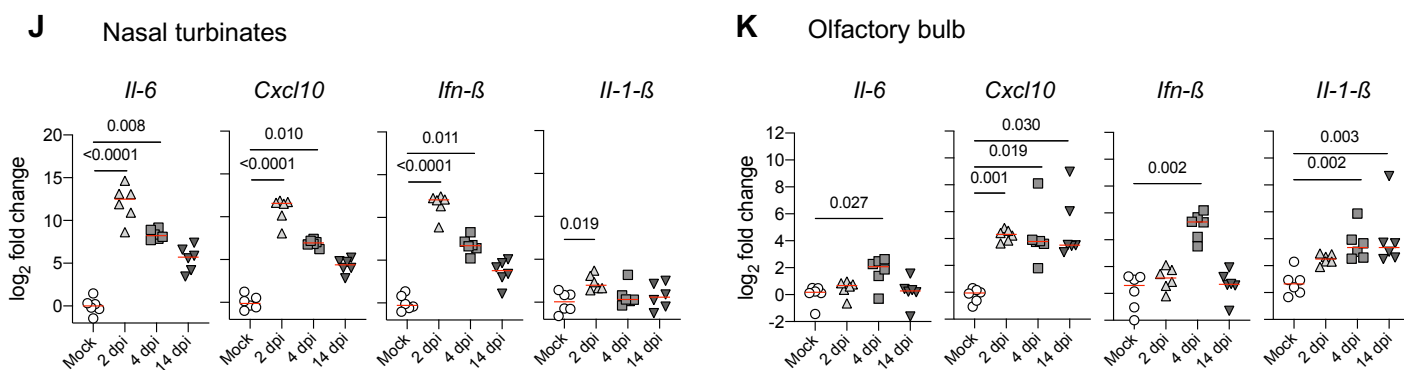 J Nasal turbinates
Il-6 Cxcl10 Ifn-ß Il-1-ß
log2 fold change
20
15
10
5
0
0.008
<0.0001
0.010
<0.0001
0.011
<0.0001
0.019
Mock 2 dpi 4 dpi 14 dpi
Mock 2 dpi 4 dpi 14 dpi
Mock 2 dpi 4 dpi 14 dpi
Mock 2 dpi 4 dpi 14 dpi
K Olfactory bulb
Il-6 Cxcl10 Ifn-ß Il-1-ß
log2 fold change
12
10
8
6
4
2
0
-2
0.027
0.030
0.019
0.001
0.002
0.003
0.002
Mock 2 dpi 4 dpi 14 dpi
Mock 2 dpi 4 dpi 14 dpi
Mock 2 dpi 4 dpi 14 dpi
Mock 2 dpi 4 dpi 14 dpi